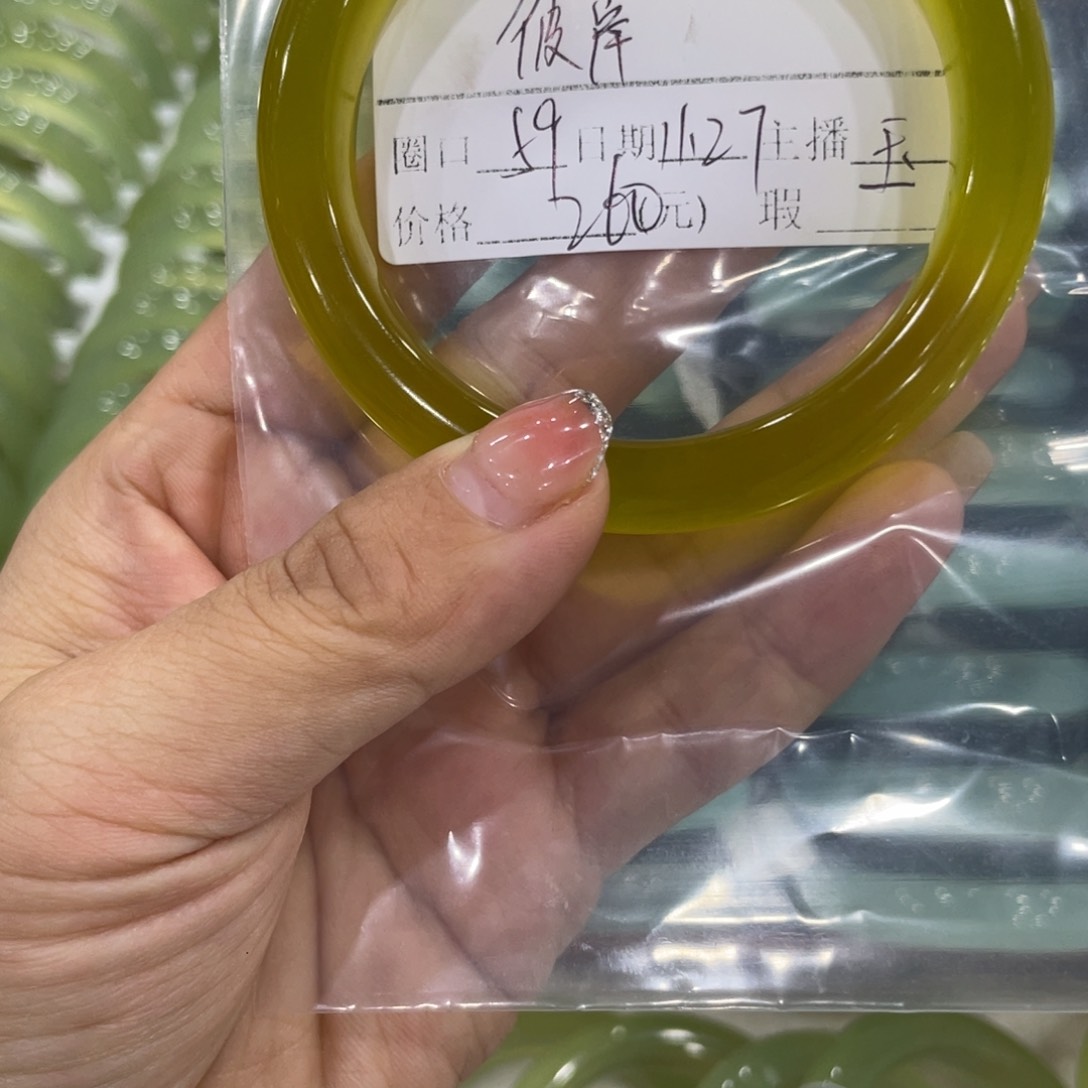 彼岸
圈口 59 日期 11.27 主播 玉
价格 260(元) 瑕